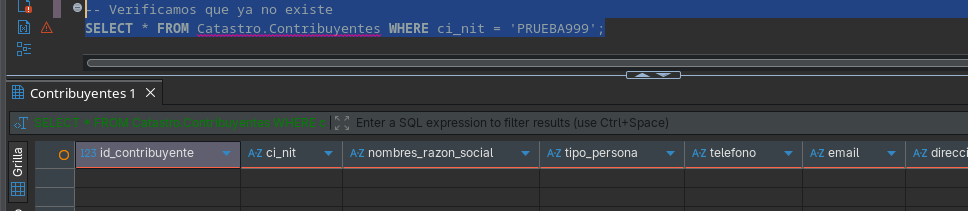 -- Verificamos que ya no existe
SELECT * FROM Catastro.Contribuyentes WHERE ci_nit = 'PRUEBA999';
Contribuyentes 1
SELECT * FROM Catastro.Contribuyentes WHERE c
Enter a SQL expression to filter results (use Ctrl+Space)
Grilla
123 id_contribuyente
A-Z ci_nit
A-Z nombres_razon_social
A-Z tipo_persona
A-Z telefono
A-Z email
A-Z direcci